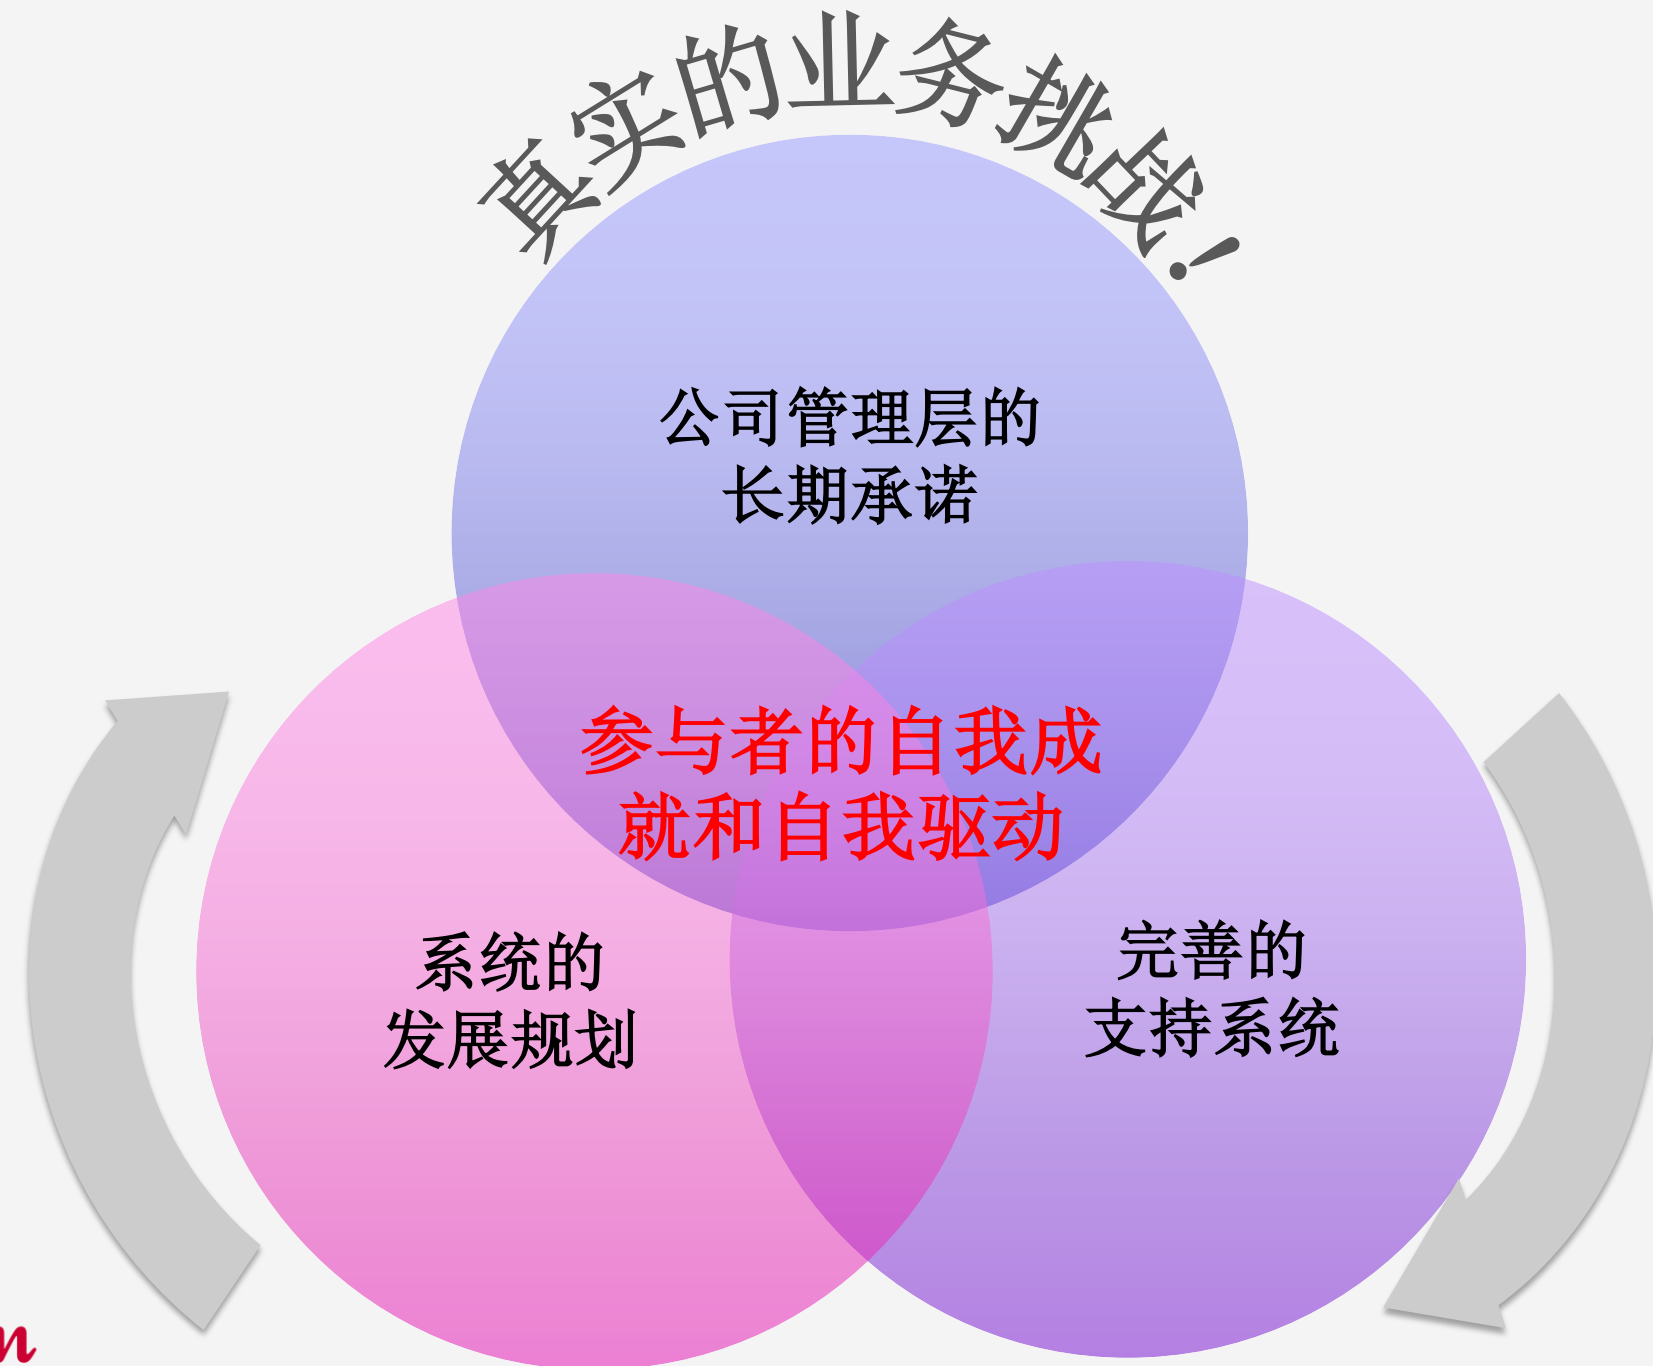 真实的业务挑战！
公司管理层的
长期承诺
参与者的自我成
就和自我驱动
系统的
发展规划
完善的
支持系统